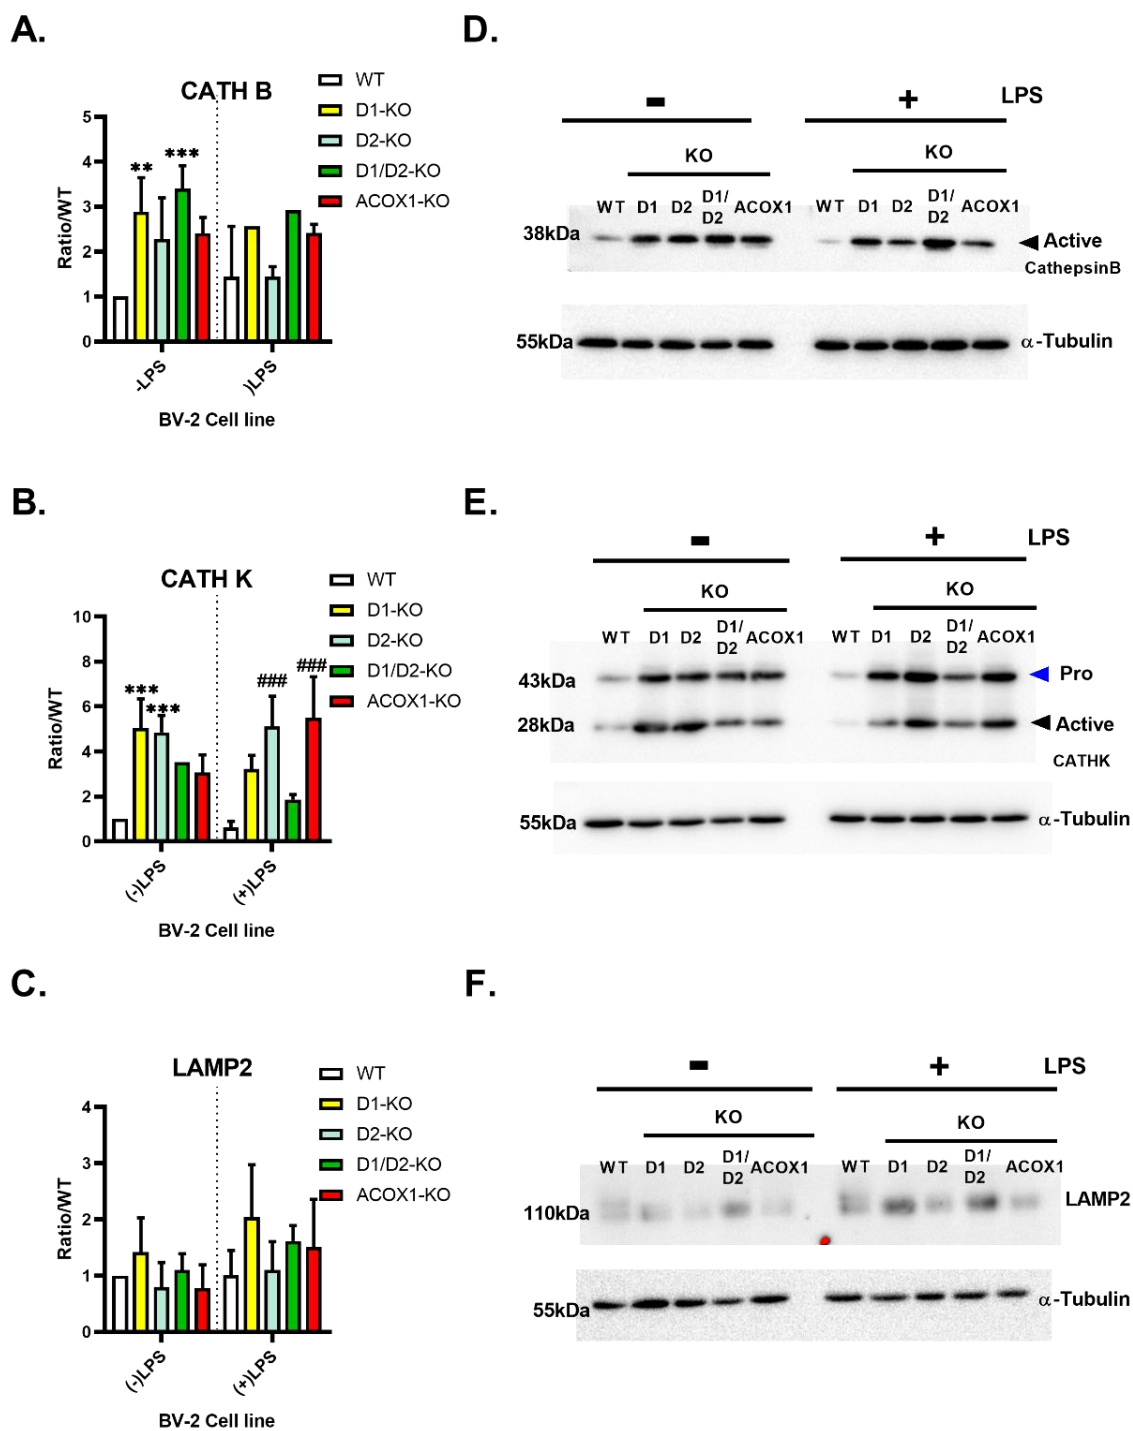 A.
CATH B
WT
D1-KO
D2-KO
D1/D2-KO
ACOX1-KO
** ***
5
4
3
2
1
0
Ratio/WT
-LPS
)LPS
BV-2 Cell line
D.
- + LPS
KO KO
WT D1 D2 D1/D2 ACOX1 WT D1 D2 D1/D2 ACOX1
38kDa
Active
CathepsinB
55kDa
α-Tubulin
B.
CATH K
WT
D1-KO
D2-KO
D1/D2-KO
ACOX1-KO
*** *** ### ###
10
8
6
4
2
0
Ratio/WT
(-)LPS
(+)LPS
BV-2 Cell line
E.
- + LPS
KO KO
WT D1 D2 D1/D2 ACOX1 WT D1 D2 D1/D2 ACOX1
43kDa
Pro
28kDa
Active
CATHK
55kDa
α-Tubulin
C.
LAMP2
WT
D1-KO
D2-KO
D1/D2-KO
ACOX1-KO
4
3
2
1
0
Ratio/WT
(-)LPS
(+)LPS
BV-2 Cell line
F.
- + LPS
KO KO
WT D1 D2 D1/D2 ACOX1 WT D1 D2 D1/D2 ACOX1
110kDa
LAMP2
55kDa
α-Tubulin